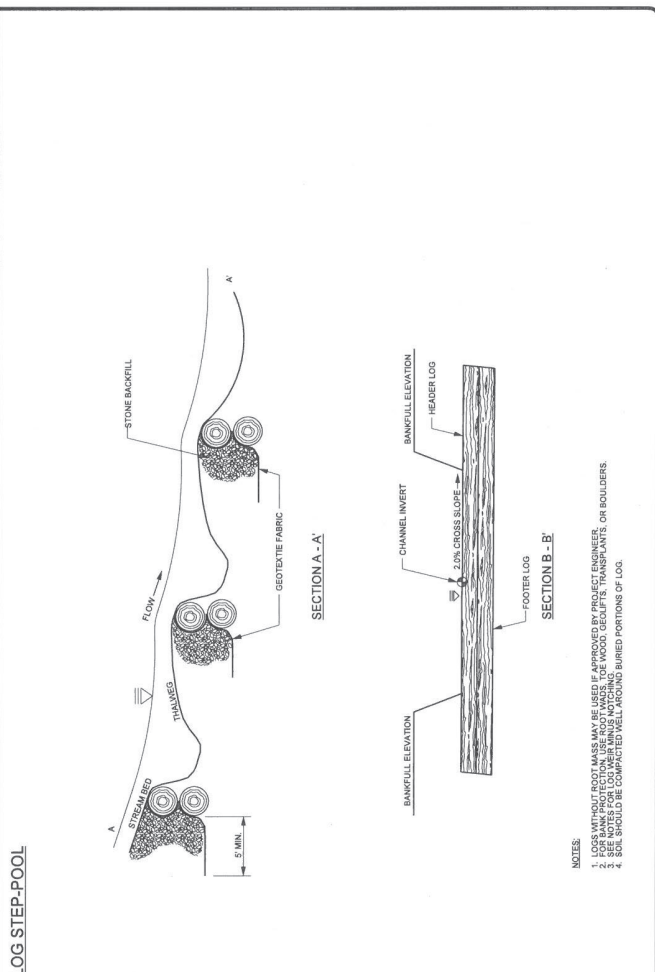 OG STEP-POOL
A
STREAM BED
FLOW
THALWEG
STONE BACKFILL
A'
5' MIN.
GEOTEXTIE FABRIC
SECTION A - A'
BANKFULL ELEVATION
CHANNEL INVERT
BANKFULL ELEVATION
2.0% CROSS SLOPE
HEADER LOG
FOOTER LOG
SECTION B - B'
NOTES:
1. LOGS WITHOUT ROOT MASS MAY BE USED IF APPROVED BY PROJECT ENGINEER.
2. FOR BANK PROTECTION, USE ROOT WADS, TOE WOOD, GEOLIFTS, TRANSPLANTS, OR BOULDERS.
3. SEE NOTES FOR LOG WEIR MINUS NOTCHING.
4. SOIL SHOULD BE COMPACTED WELL AROUND BURIED PORTIONS OF LOG.